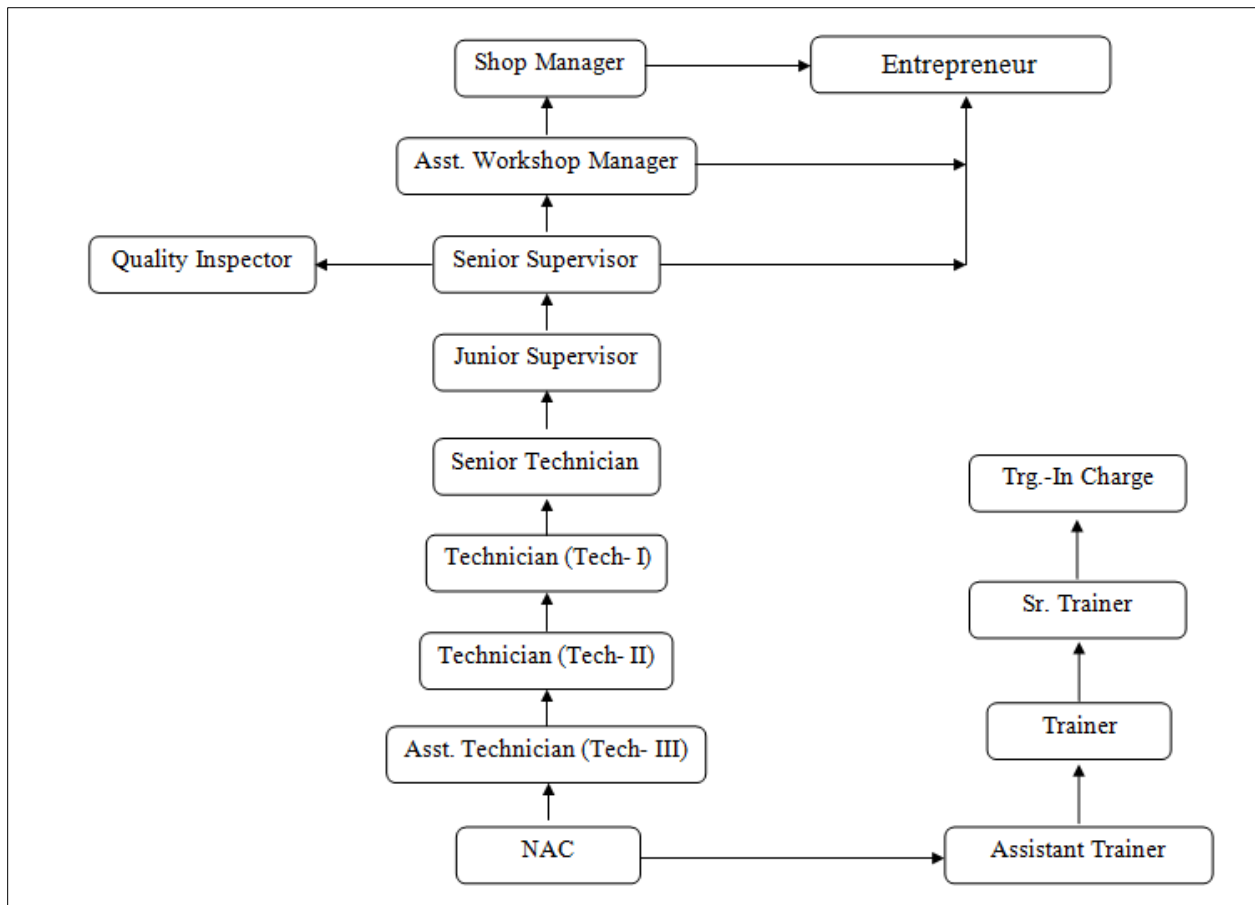 Shop Manager
Entrepreneur
Asst. Workshop Manager
Quality Inspector
Senior Supervisor
Junior Supervisor
Senior Technician
Trg.-In Charge
Technician (Tech- I)
Sr. Trainer
Technician (Tech- II)
Trainer
Asst. Technician (Tech- III)
NAC
Assistant Trainer